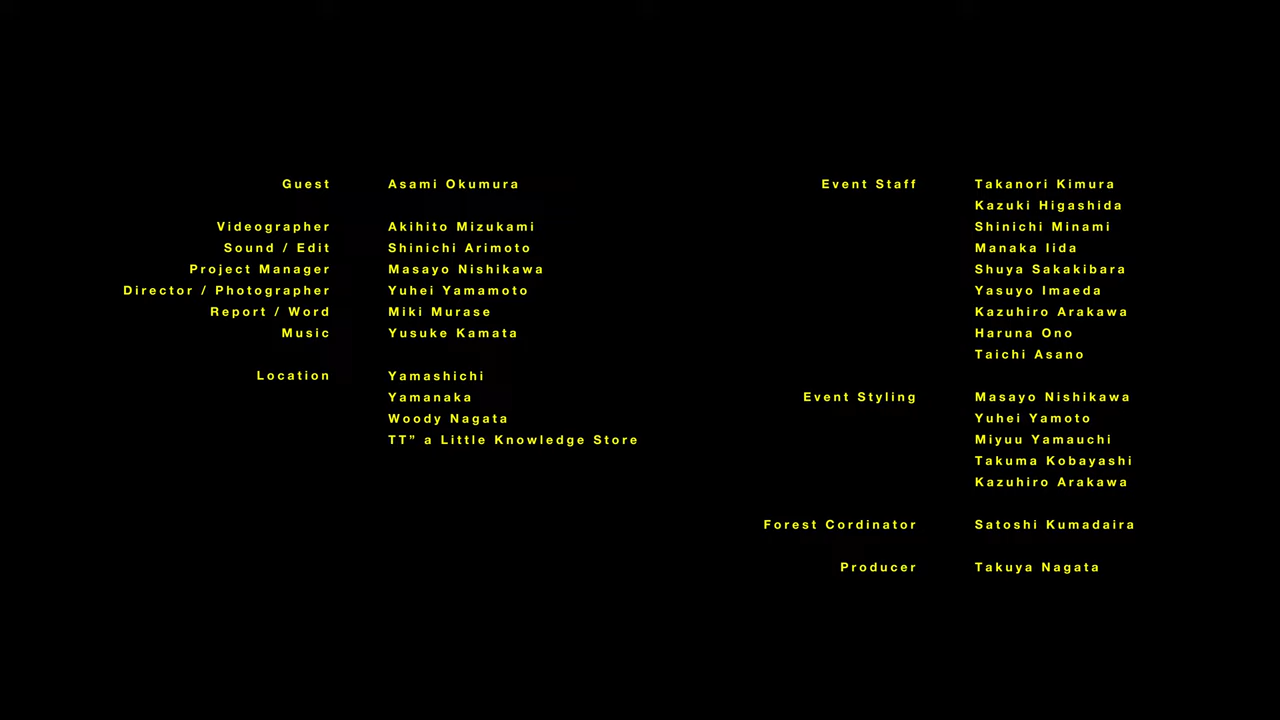 Guest Asami Okumura
Videographer Akihito Mizukami
Sound / Edit Shinichi Arimoto
Project Manager Masayo Nishikawa
Director / Photographer Yuhei Yamamoto
Report / Word Miki Murase
Music Yusuke Kamata
Location Yamashichi
Yamanaka
Woody Nagata
TT” a Little Knowledge Store
Event Staff Takanori Kimura
Kazuki Higashida
Shinichi Minami
Manaka Iida
Shuya Sakakibara
Yasuyo Imaeda
Kazuhiro Arakawa
Haruna Ono
Taichi Asano
Event Styling Masayo Nishikawa
Yuhei Yamoto
Miyuu Yamauchi
Takuma Kobayashi
Kazuhiro Arakawa
Forest Cordinator Satoshi Kumadaira
Producer Takuya Nagata